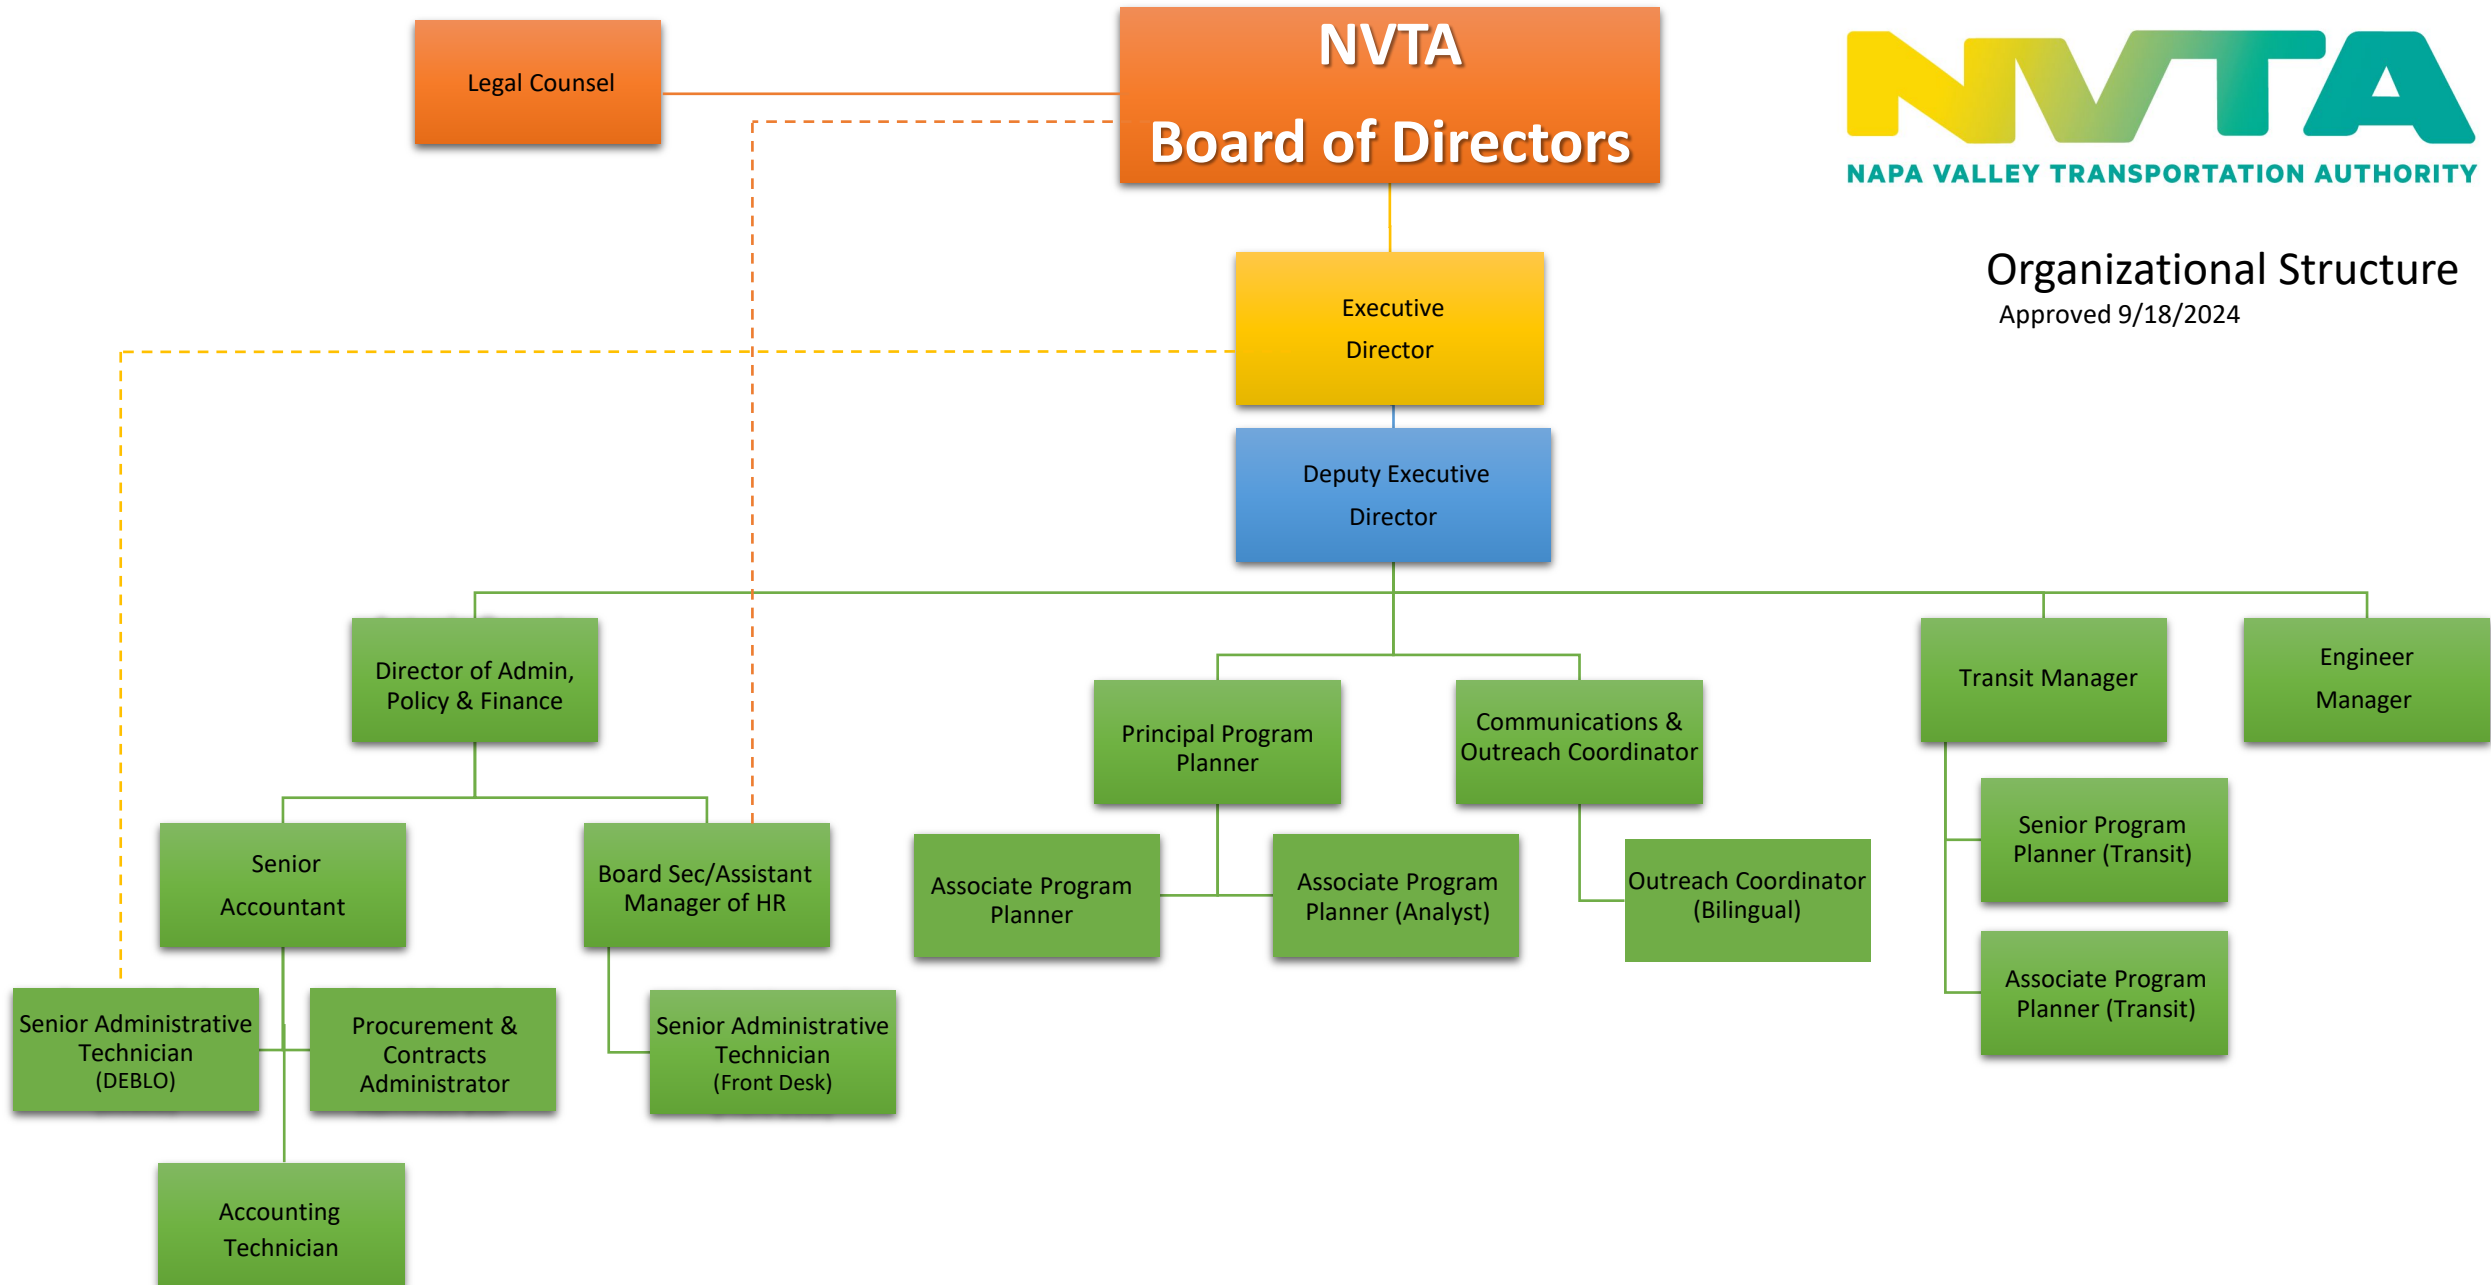 Legal Counsel
NVTA
Board of Directors
NVTA
NAPA VALLEY TRANSPORTATION AUTHORITY
Organizational Structure
Approved 9/18/2024
Executive
Director
Deputy Executive
Director
Director of Admin,
Policy & Finance
Principal Program
Planner
Communications &
Outreach Coordinator
Transit Manager
Engineer
Manager
Senior
Accountant
Board Sec/Assistant
Manager of HR
Associate Program
Planner
Associate Program
Planner (Analyst)
Outreach Coordinator
(Bilingual)
Senior Program
Planner (Transit)
Associate Program
Planner (Transit)
Senior Administrative
Technician
(DEBLO)
Procurement &
Contracts
Administrator
Senior Administrative
Technician
(Front Desk)
Accounting
Technician